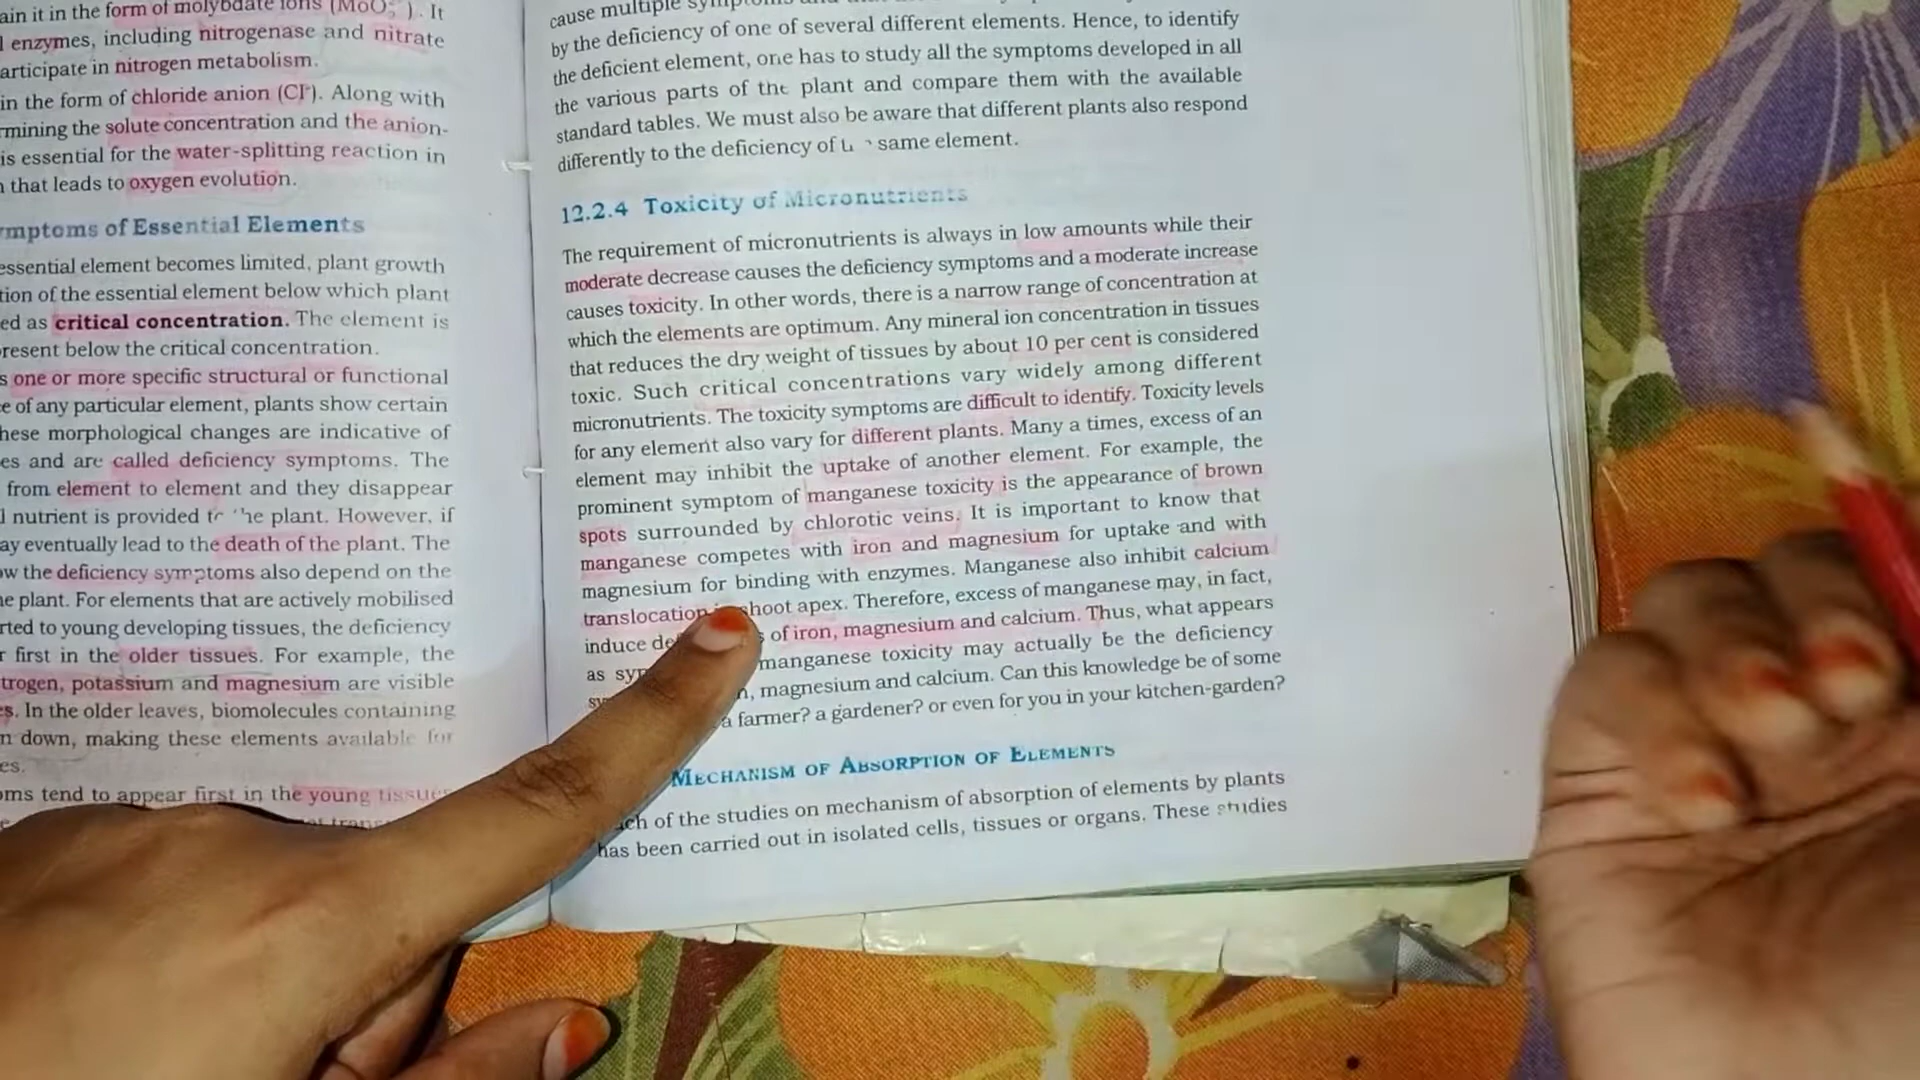 ain it in the form of molybdate ions (MoO₂²⁻). It
l enzymes, including nitrogenase and nitrate
articipate in nitrogen metabolism.
in the form of chloride anion (Cl⁻). Along with
rmining the solute concentration and the anion-
is essential for the water-splitting reaction in
n that leads to oxygen evolution.
mptoms of Essential Elements
essential element becomes limited, plant growth
tion of the essential element below which plant
ed as critical concentration. The element is
resent below the critical concentration.
s one or more specific structural or functional
e of any particular element, plants show certain
hese morphological changes are indicative of
es and are called deficiency symptoms. The
from element to element and they disappear
l nutrient is provided to the plant. However, if
ay eventually lead to the death of the plant. The
ow the deficiency symptoms also depend on the
he plant. For elements that are actively mobilised
rted to young developing tissues, the deficiency
r first in the older tissues. For example, the
trogen, potassium and magnesium are visible
s. In the older leaves, biomolecules containing
n down, making these elements available for
es.
oms tend to appear first in the young tissues
cause multiple
by the deficiency of one of several different elements. Hence, to identify
the deficient element, one has to study all the symptoms developed in all
the various parts of the plant and compare them with the available
standard tables. We must also be aware that different plants also respond
differently to the deficiency of same element.
12.2.4 Toxicity of Micronutrients
The requirement of micronutrients is always in low amounts while their
moderate decrease causes the deficiency symptoms and a moderate increase
causes toxicity. In other words, there is a narrow range of concentration at
which the elements are optimum. Any mineral ion concentration in tissues
that reduces the dry weight of tissues by about 10 per cent is considered
toxic. Such critical concentrations vary widely among different
micronutrients. The toxicity symptoms are difficult to identify. Toxicity levels
for any element also vary for different plants. Many a times, excess of an
element may inhibit the uptake of another element. For example, the
prominent symptom of manganese toxicity is the appearance of brown
spots surrounded by chlorotic veins. It is important to know that
manganese competes with iron and magnesium for uptake and with
magnesium for binding with enzymes. Manganese also inhibit calcium
translocation shoot apex. Therefore, excess of manganese may, in fact,
induce of iron, magnesium and calcium. Thus, what appears
as manganese toxicity may actually be the deficiency
magnesium and calcium. Can this knowledge be of some
a farmer? a gardener? or even for you in your kitchen-garden?
Mechanism of Absorption of Elements
of the studies on mechanism of absorption of elements by plants
has been carried out in isolated cells, tissues or organs. These studies